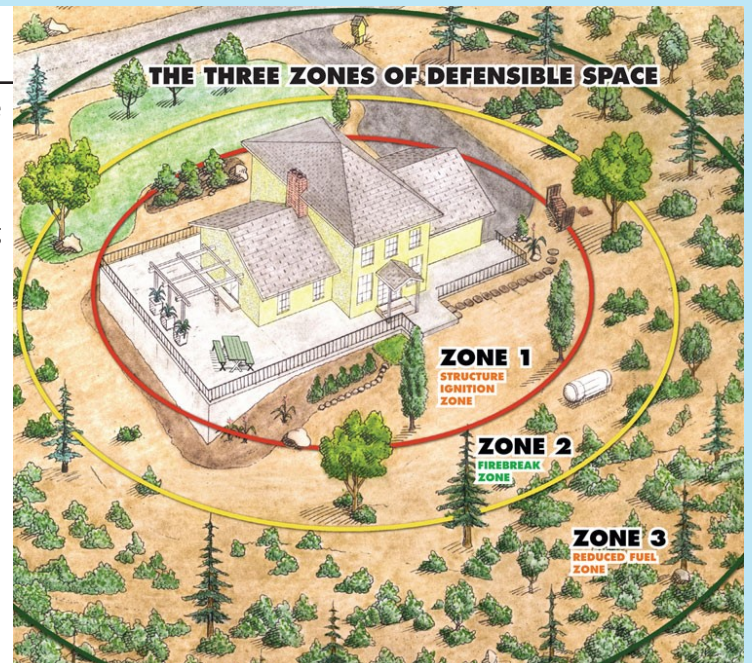 THE THREE ZONES OF DEFENSIBLE SPACE
ZONE 1
STRUCTURE
IGNITION
ZONE
ZONE 2
FIREBREAK
ZONE
ZONE 3
REDUCED FUEL
ZONE